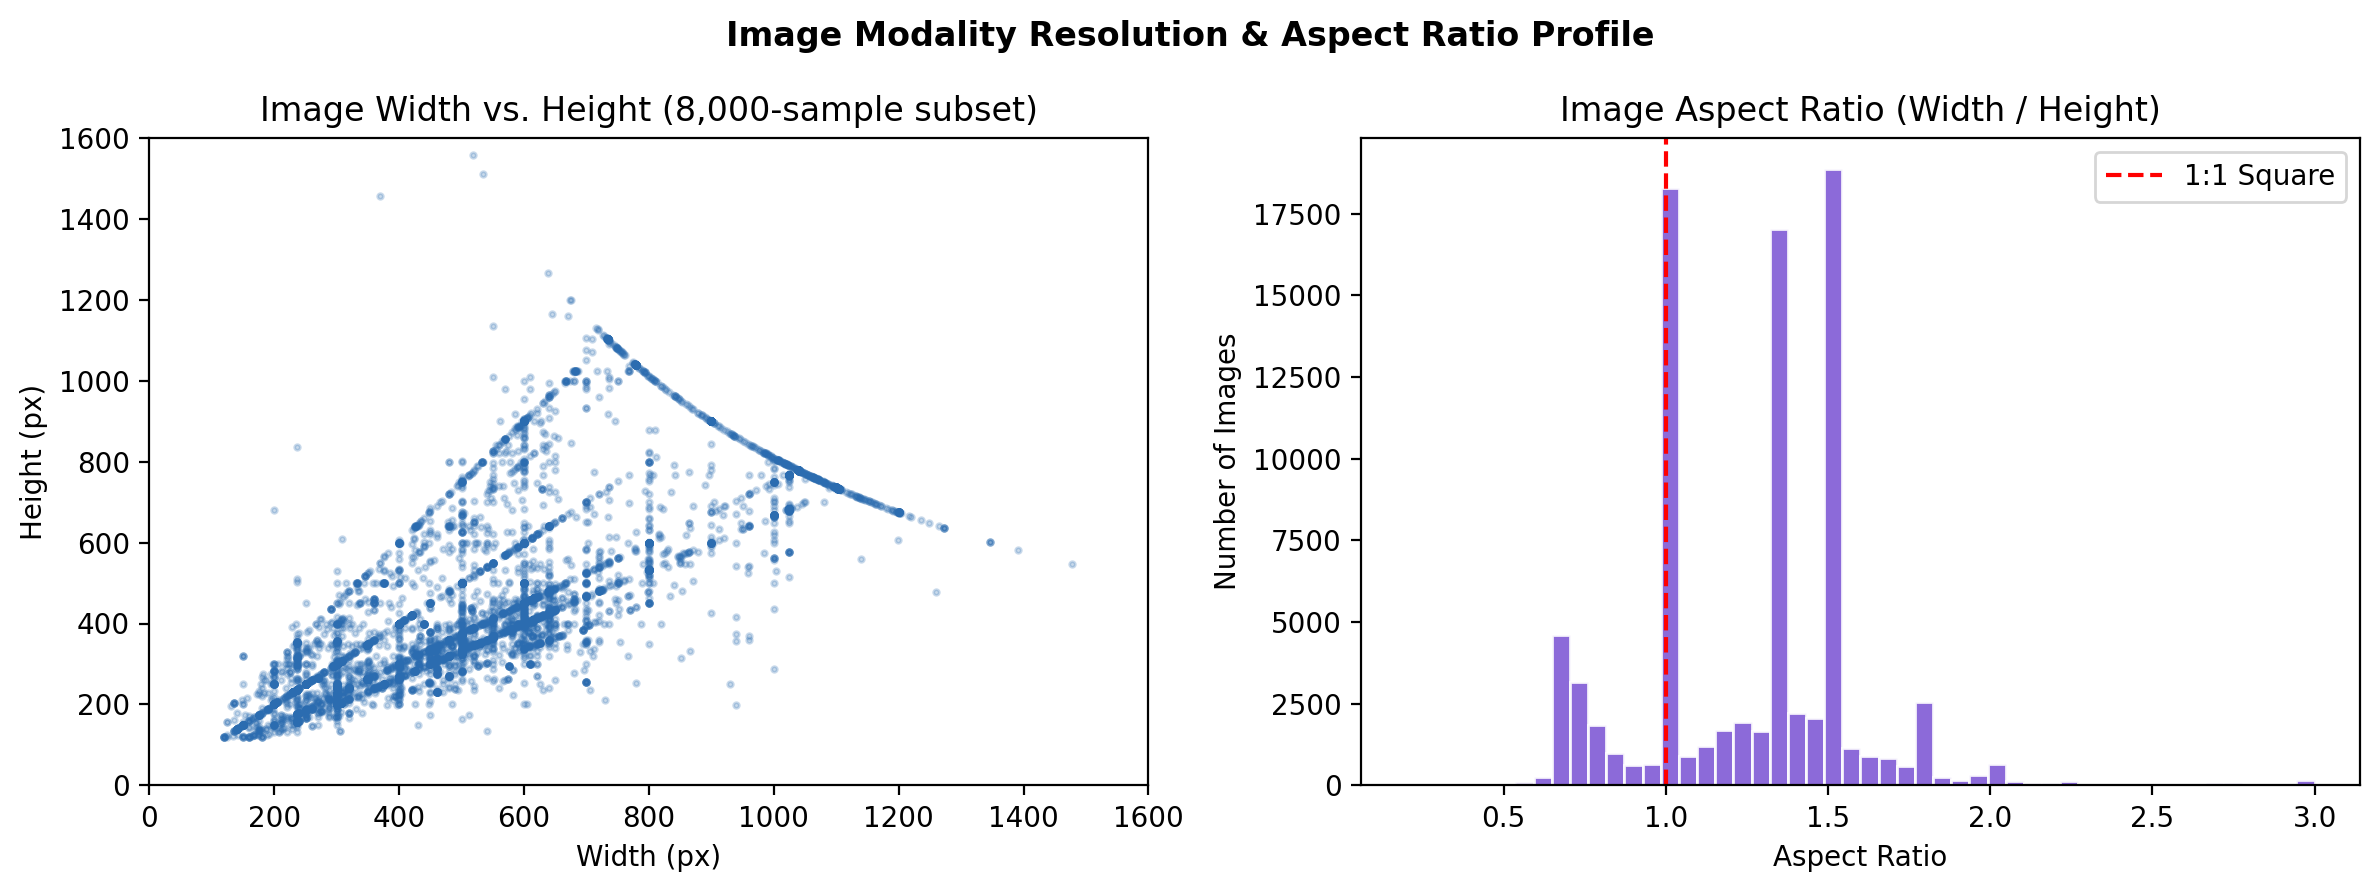 Image Modality Resolution & Aspect Ratio Profile
Image Width vs. Height (8,000-sample subset)
1600
1400
1200
1000
800
600
400
200
0
Height (px)
0 200 400 600 800 1000 1200 1400 1600
Width (px)
Image Aspect Ratio (Width / Height)
1:1 Square
17500
15000
12500
10000
7500
5000
2500
0
Number of Images
0.5 1.0 1.5 2.0 2.5 3.0
Aspect Ratio